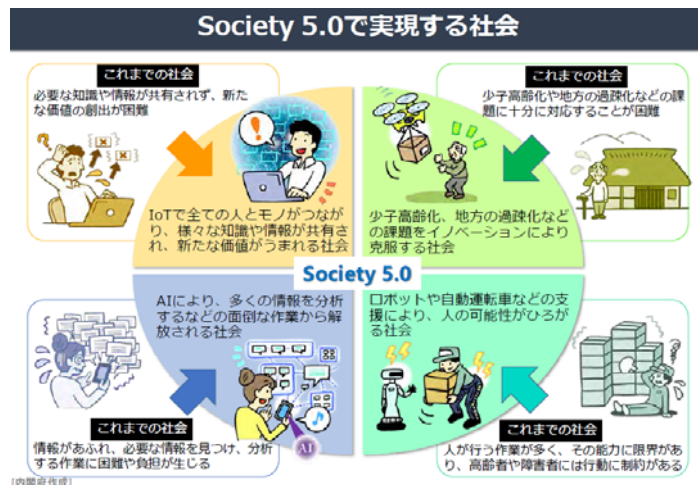 Society 5.0で実現する社会
これまでの社会
必要な知識や情報が共有されず、新た
な価値の創出が困難
IoTで全ての人とモノがつなが
り、様々な知識や情報が共有さ
れ、新たな価値がうまれる社会
これまでの社会
少子高齢化や地方の過疎化などの課
題に十分に対応することが困難
少子高齢化、地方の過疎化など
の課題をイノベーションにより
克服する社会
Society 5.0
AIにより、多くの情報を分析
するなどの面倒な作業から解
放される社会
AI
これまでの社会
情報があふれ、必要な情報を見つけ、分析
する作業に困難や負担が生じる
ロボットや自動運転車などの支
援により、人の可能性がひろ
がる社会
これまでの社会
人が行う作業が多く、その能力に限界があ
り、高齢者や障害者には行動に制約がある
[内閣府作成]